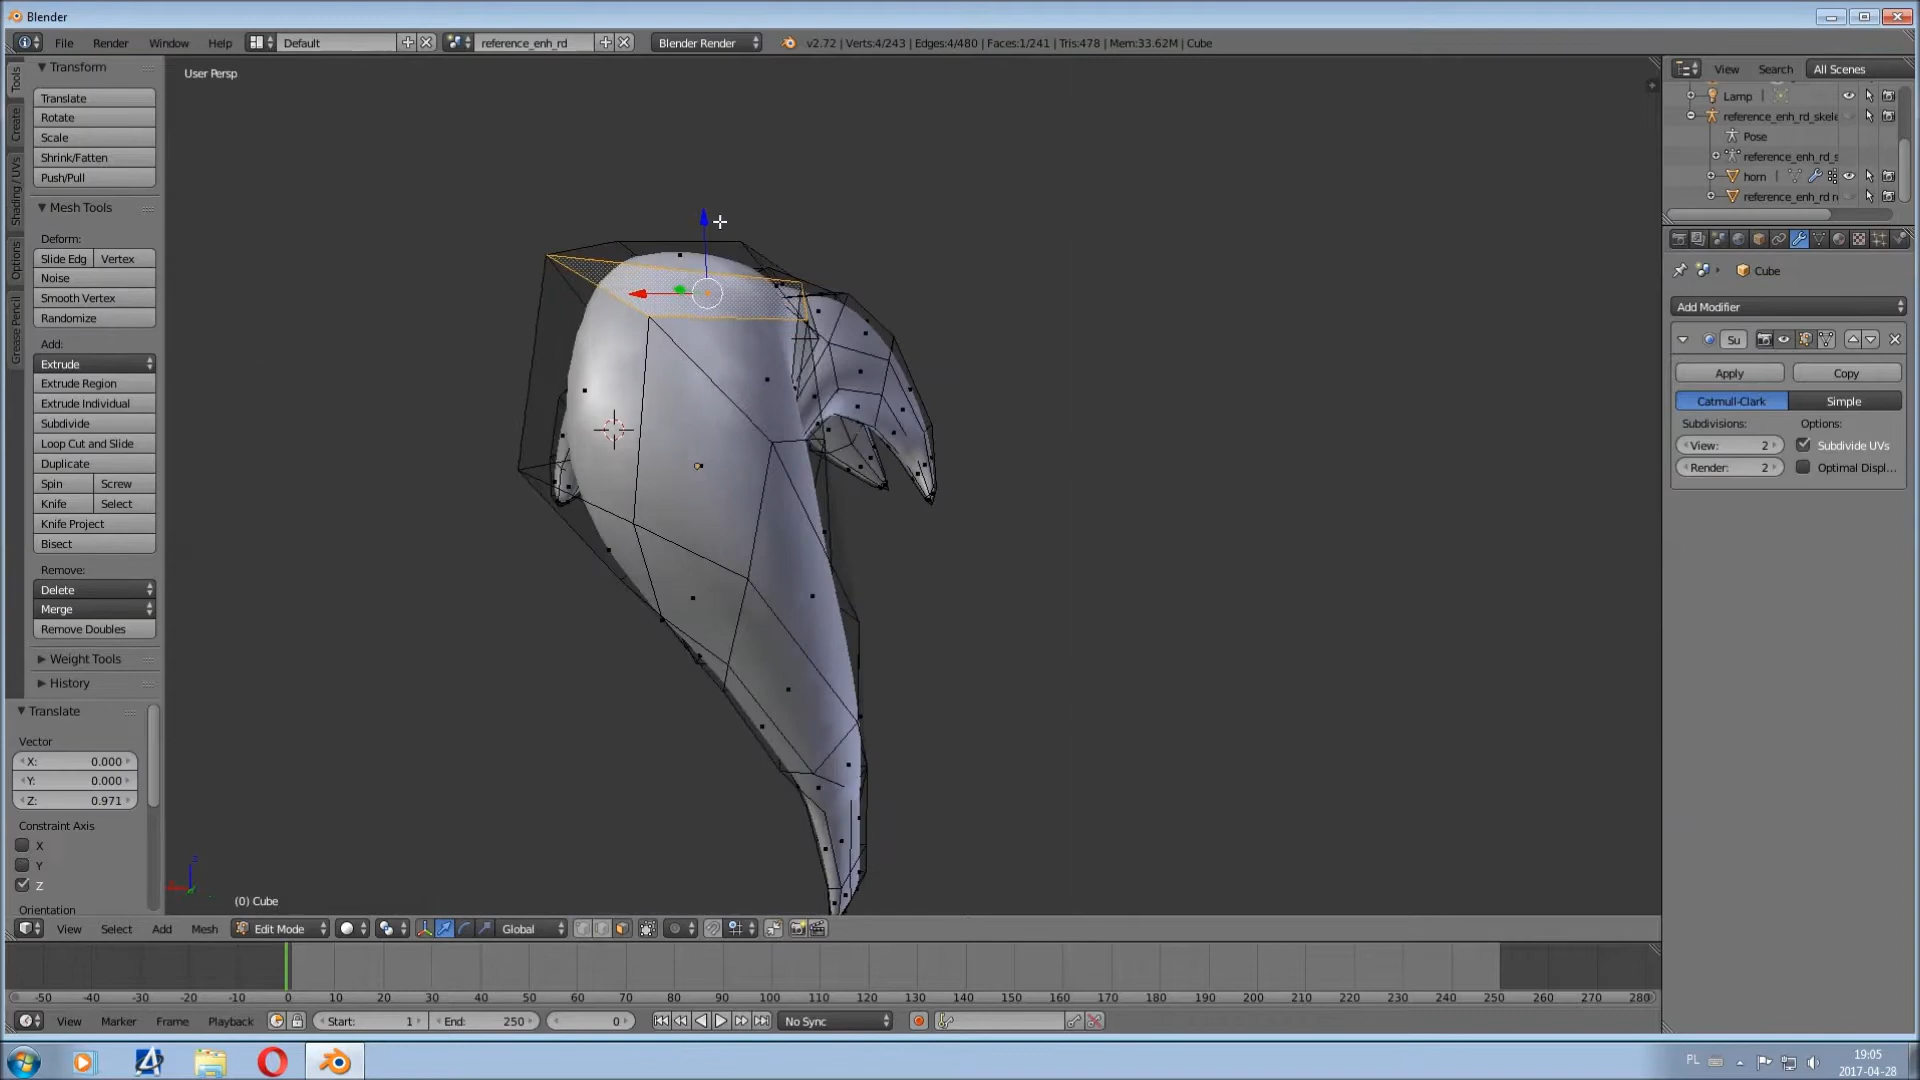 Blender
File Render Window Help Default reference_enh_rd Blender Render v2.72 | Verts:4/243 | Edges:4/480 | Faces:1/241 | Tris:478 | Mem:33.62M | Cube
User Persp
Tools
Create
Shading / UVs
Options
Grease Pencil
Transform
Translate
Rotate
Scale
Shrink/Fatten
Push/Pull
Mesh Tools
Deform:
Slide Edg Vertex
Noise
Smooth Vertex
Randomize
Add:
Extrude
Extrude Region
Extrude Individual
Subdivide
Loop Cut and Slide
Duplicate
Spin Screw
Knife Select
Knife Project
Bisect
Remove:
Delete
Merge
Remove Doubles
Weight Tools
History
Translate
Vector
X: 0.000
Y: 0.000
Z: 0.971
Constraint Axis
X
Y
Z
Orientation
z
(0) Cube
View Search All Scenes
Lamp
reference_enh_rd_skele
Pose
reference_enh_rd_s
horn
reference_enh_rd r
Cube
Add Modifier
Su
Apply Copy
Catmull-Clark Simple
Subdivisions: Options:
View: 2 Subdivide UVs
Render: 2 Optimal Displ...
View Select Add Mesh Edit Mode Global
-50 -40 -30 -20 -10 0 10 20 30 40 50 60 70 80 90 100 110 120 130 140 150 160 170 180 190 200 210 220 230 240 250 260 270 280
View Marker Frame Playback Start: 1 End: 250 0 No Sync
PL 19:05
2017-04-28